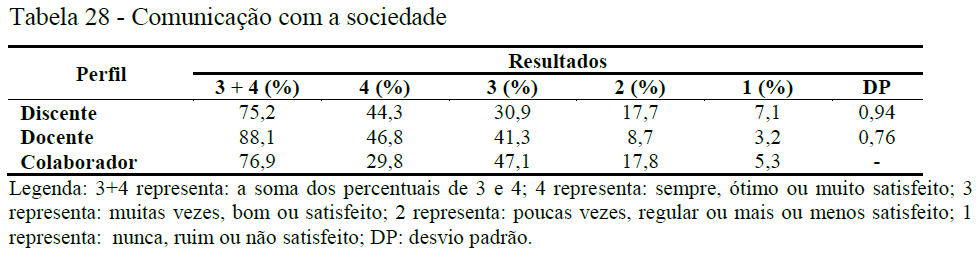 Tabela 28 - Comunicação com a sociedade
Perfil Resultados
3 + 4 (%) 4 (%) 3 (%) 2 (%) 1 (%) DP
Discente 75,2 44,3 30,9 17,7 7,1 0,94
Docente 88,1 46,8 41,3 8,7 3,2 0,76
Colaborador 76,9 29,8 47,1 17,8 5,3 -
Legenda: 3+4 representa: a soma dos percentuais de 3 e 4; 4 representa: sempre, ótimo ou muito satisfeito; 3
representa: muitas vezes, bom ou satisfeito; 2 representa: poucas vezes, regular ou mais ou menos satisfeito; 1
representa: nunca, ruim ou não satisfeito; DP: desvio padrão.